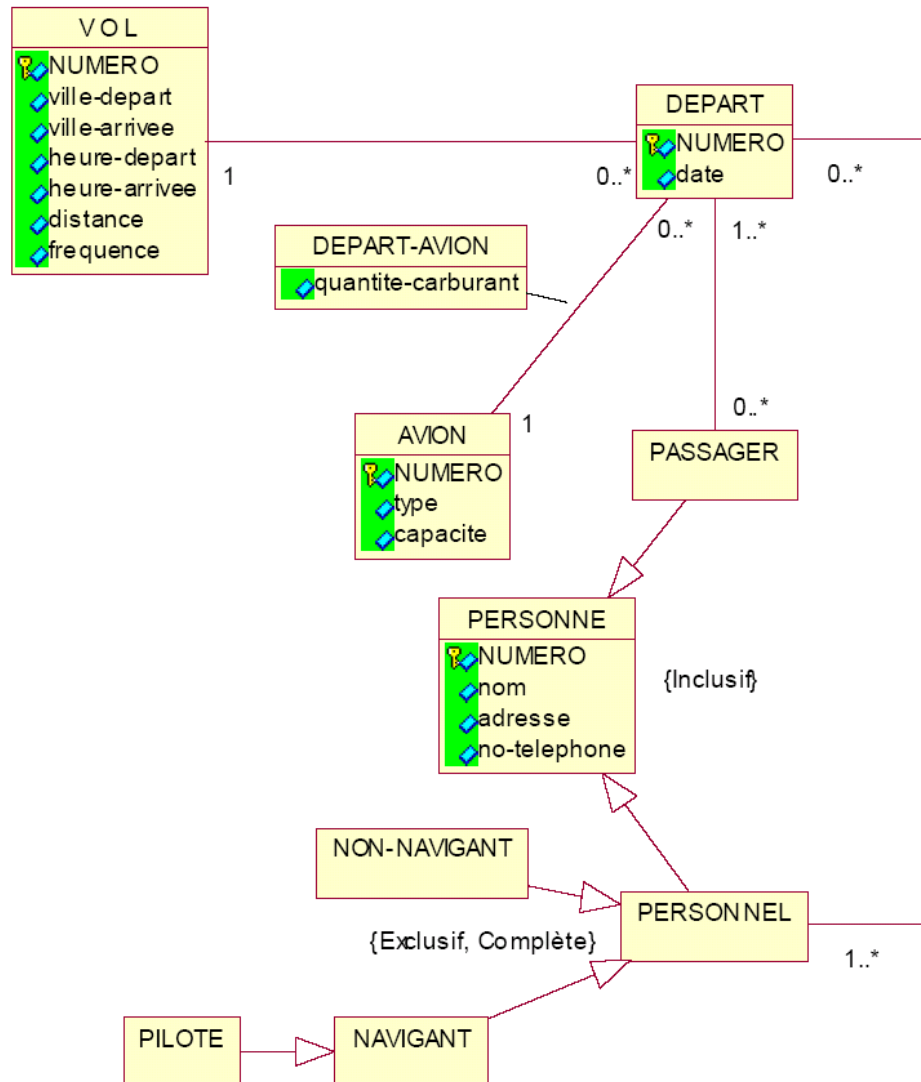 VOL
NUMERO
ville-depart
ville-arrivee
heure-depart
heure-arrivee
distance
frequence
1
0..*
DEPART
NUMERO
date
0..*
0..*
1..*
DEPART-AVION
quantite-carburant
1
0..*
AVION
NUMERO
type
capacite
PASSAGER
PERSONNE
NUMERO
nom
adresse
no-telephone
{Inclusif}
NON-NAVIGANT
PERSONNEL
{Exclusif, Complète}
1..*
PILOTE
NAVIGANT